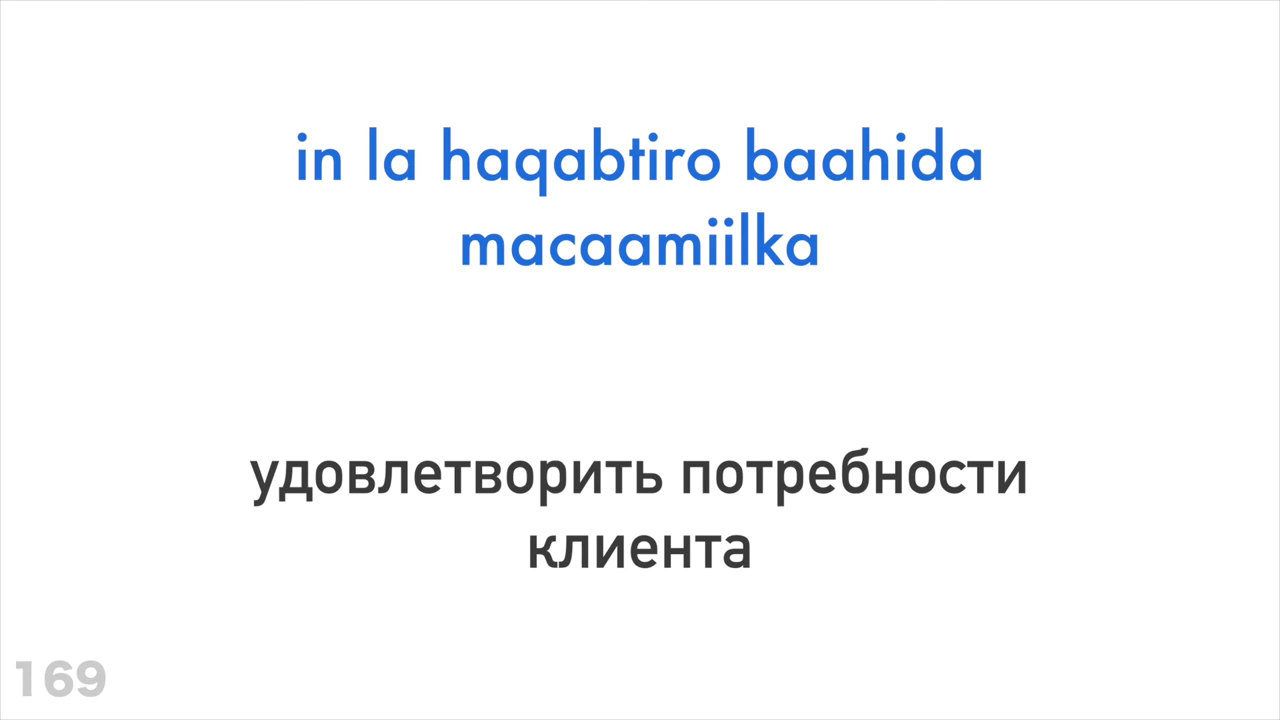 in la haqabtiro baahida
macaamiilka
удовлетворить потребности
клиента
169